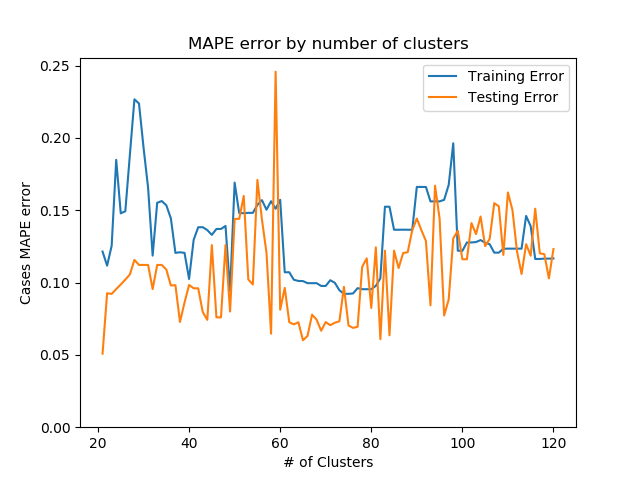 MAPE error by number of clusters
Training Error
Testing Error
Cases MAPE error
0.25
0.20
0.15
0.10
0.05
0.00
20 40 60 80 100 120
# of Clusters